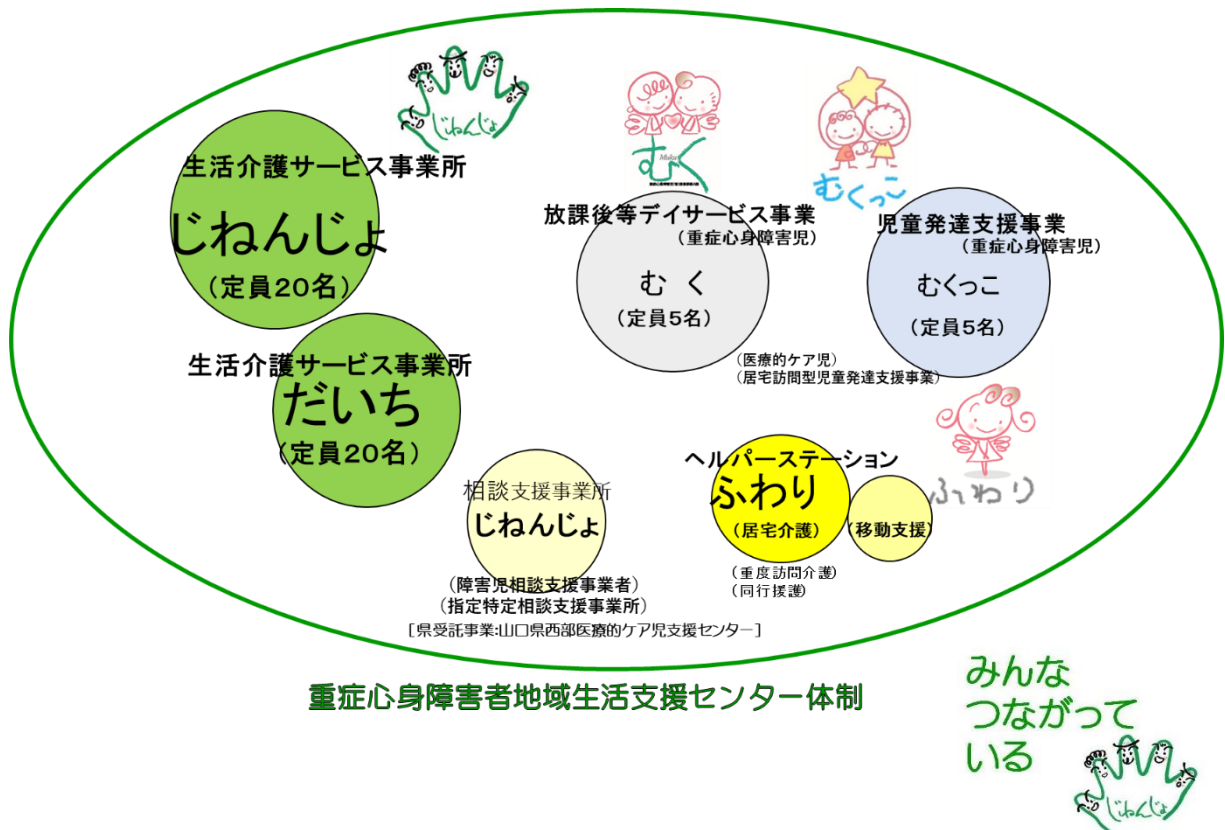 じねんじょ
生活介護サービス事業所
じねんじょ
(定員20名)
生活介護サービス事業所
だいち
(定員20名)
むく
Muku
放課後等デイサービス事業
(重症心身障害児)
む く
(定員5名)
(医療的ケア児)
(居宅訪問型児童発達支援事業)
むくっこ
児童発達支援事業
(重症心身障害児)
むくっこ
(定員5名)
相談支援事業所
じねんじょ
(障害児相談支援事業者)
(指定特定相談支援事業所)
[県受託事業:山口県西部医療的ケア児支援センター]
ヘルパーステーション
ふわり
(居宅介護)
(移動支援)
(重度訪問介護)
(同行援護)
ふわり
重症心身障害者地域生活支援センター体制
みんな
つながって
いる
じねんじょ